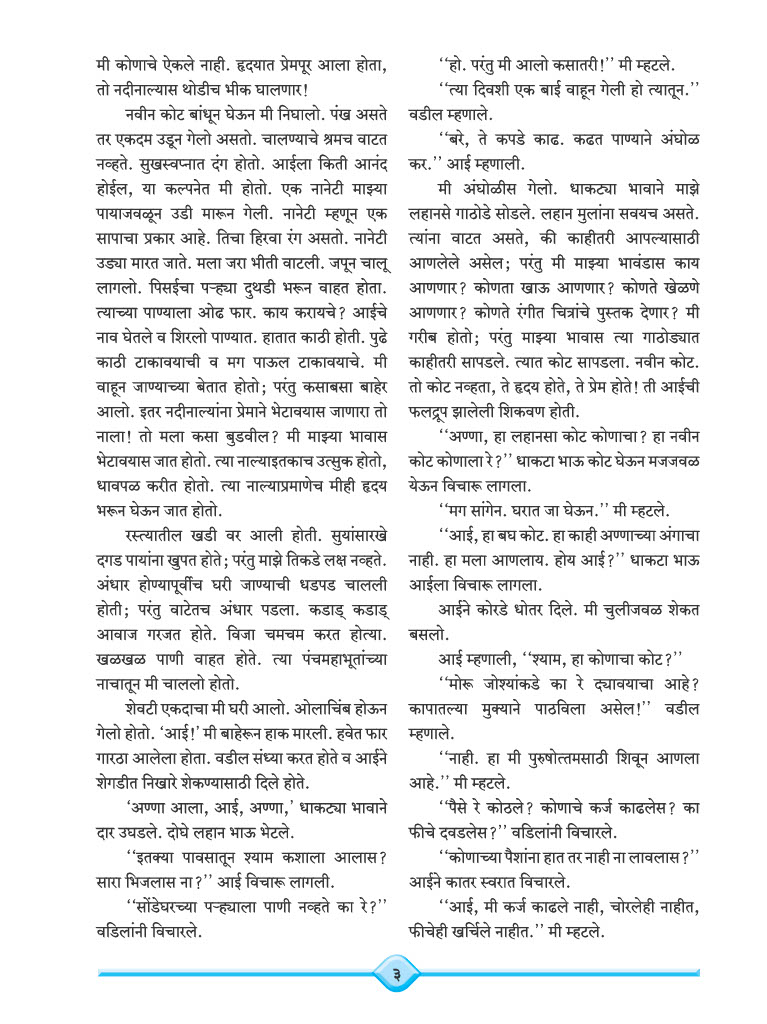 मी कोणाचे ऐकले नाही. हृदयात प्रेमपूर आला होता,
तो नदीनाल्यास थोडीच भीक घालणार!
नवीन कोट बांधून घेऊन मी निघालो. पंख असते
तर एकदम उडून गेलो असतो. चालण्याचे श्रमच वाटत
नव्हते. सुखस्वप्नात दंग होतो. आईला किती आनंद
होईल, या कल्पनेत मी होतो. एक नानेटी माझ्या
पायाजवळून उडी मारून गेली. नानेटी म्हणून एक
सापाचा प्रकार आहे. तिचा हिरवा रंग असतो. नानेटी
उड्या मारत जाते. मला जरा भीती वाटली. जपून चालू
लागलो. पिसईचा पऱ्ह्या दुथडी भरून वाहत होता.
त्याच्या पाण्याला ओढ फार. काय करायचे? आईचे
नाव घेतले व शिरलो पाण्यात. हातात काठी होती. पुढे
काठी टाकावयाची व मग पाऊल टाकावयाचे. मी
वाहून जाण्याच्या बेतात होतो; परंतु कसाबसा बाहेर
आलो. इतर नदीनाल्यांना प्रेमाने भेटावयास जाणारा तो
नाला! तो मला कसा बुडवील? मी माझ्या भावास
भेटावयास जात होतो. त्या नाल्याइतकाच उत्सुक होतो,
धावपळ करीत होतो. त्या नाल्याप्रमाणेच मीही हृदय
भरून घेऊन जात होतो.
रस्त्यातील खडी वर आली होती. सुयांसारखे
दगड पायांना खुपत होते; परंतु माझे तिकडे लक्ष नव्हते.
अंधार होण्यापूर्वीच घरी जाण्याची धडपड चालली
होती; परंतु वाटेतच अंधार पडला. कडाड् कडाड्
आवाज गरजत होते. विजा चमचम करत होत्या.
खळखळ पाणी वाहत होते. त्या पंचमहाभूतांच्या
नाचातून मी चाललो होतो.
शेवटी एकदाचा मी घरी आलो. ओलाचिंब होऊन
गेलो होतो. ‘आई!’ मी बाहेरून हाक मारली. हवेत फार
गारठा आलेला होता. वडील संध्या करत होते व आईने
शेगडीत निखारे शेकण्यासाठी दिले होते.
‘अण्णा आला, आई, अण्णा,’ धाकट्या भावाने
दार उघडले. दोघे लहान भाऊ भेटले.
‘‘इतक्या पावसातून श्याम कशाला आलास?
सारा भिजलास ना?’’ आई विचारू लागली.
‘‘सोंडेघरच्या पऱ्ह्याला पाणी नव्हते का रे?’’
वडिलांनी विचारले.
‘‘हो. परंतु मी आलो कसातरी!’’ मी म्हटले.
‘‘त्या दिवशी एक बाई वाहून गेली हो त्यातून.’’
वडील म्हणाले.
‘‘बरे, ते कपडे काढ. कढत पाण्याने अंघोळ
कर.’’ आई म्हणाली.
मी अंघोळीस गेलो. धाकट्या भावाने माझे
लहानसे गाठोडे सोडले. लहान मुलांना सवयच असते.
त्यांना वाटत असते, की काहीतरी आपल्यासाठी
आणलेले असेल; परंतु मी माझ्या भावंडास काय
आणणार? कोणता खाऊ आणणार? कोणते खेळणे
आणणार? कोणते रंगीत चित्रांचे पुस्तक देणार? मी
गरीब होतो; परंतु माझ्या भावास त्या गाठोड्यात
काहीतरी सापडले. त्यात कोट सापडला. नवीन कोट.
तो कोट नव्हता, ते हृदय होते, ते प्रेम होते! ती आईची
फलद्रूप झालेली शिकवण होती.
‘‘अण्णा, हा लहानसा कोट कोणाचा? हा नवीन
कोट कोणाला रे?’’ धाकटा भाऊ कोट घेऊन मजजवळ
येऊन विचारू लागला.
‘‘मग सांगेन. घरात जा घेऊन.’’ मी म्हटले.
‘‘आई, हा बघ कोट. हा काही अण्णाच्या अंगाचा
नाही. हा मला आणलाय. होय आई?’’ धाकटा भाऊ
आईला विचारू लागला.
आईने कोरडे धोतर दिले. मी चुलीजवळ शेकत
बसलो.
आई म्हणाली, ‘‘श्याम, हा कोणाचा कोट?’’
‘‘मोरू जोश्यांकडे का रे द्यावयाचा आहे?
कापातल्या मुक्याने पाठविला असेल!’’ वडील
म्हणाले.
‘‘नाही. हा मी पुरुषोत्तमसाठी शिवून आणला
आहे.’’ मी म्हटले.
‘‘पैसे रे कोठले? कोणाचे कर्ज काढलेस? का
फीचे दवडलेस?’’ वडिलांनी विचारले.
‘‘कोणाच्या पैशांना हात तर नाही ना लावलास?’’
आईने कातर स्वरात विचारले.
‘‘आई, मी कर्ज काढले नाही, चोरलेही नाहीत,
फीचेही खर्चिले नाहीत.’’ मी म्हटले.
३